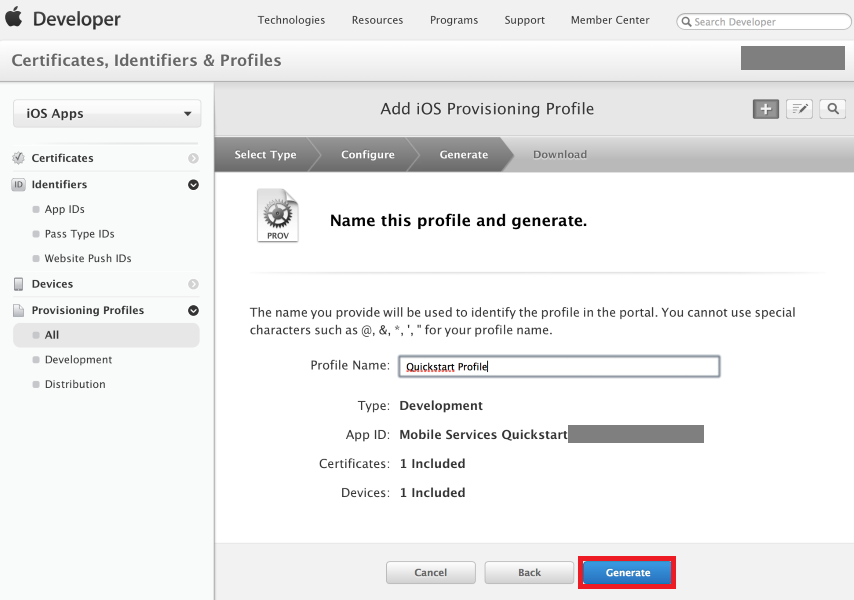 Developer
Technologies Resources Programs Support Member Center
Search Developer
Certificates, Identifiers & Profiles
iOS Apps
Certificates
ID Identifiers
App IDs
Pass Type IDs
Website Push IDs
Devices
Provisioning Profiles
All
Development
Distribution
Add iOS Provisioning Profile
Select Type Configure Generate Download
PROV
Name this profile and generate.
The name you provide will be used to identify the profile in the portal. You cannot use special
characters such as @, &, *, ', " for your profile name.
Profile Name: Quickstart Profile
Type: Development
App ID: Mobile Services Quickstart
Certificates: 1 Included
Devices: 1 Included
Cancel Back Generate